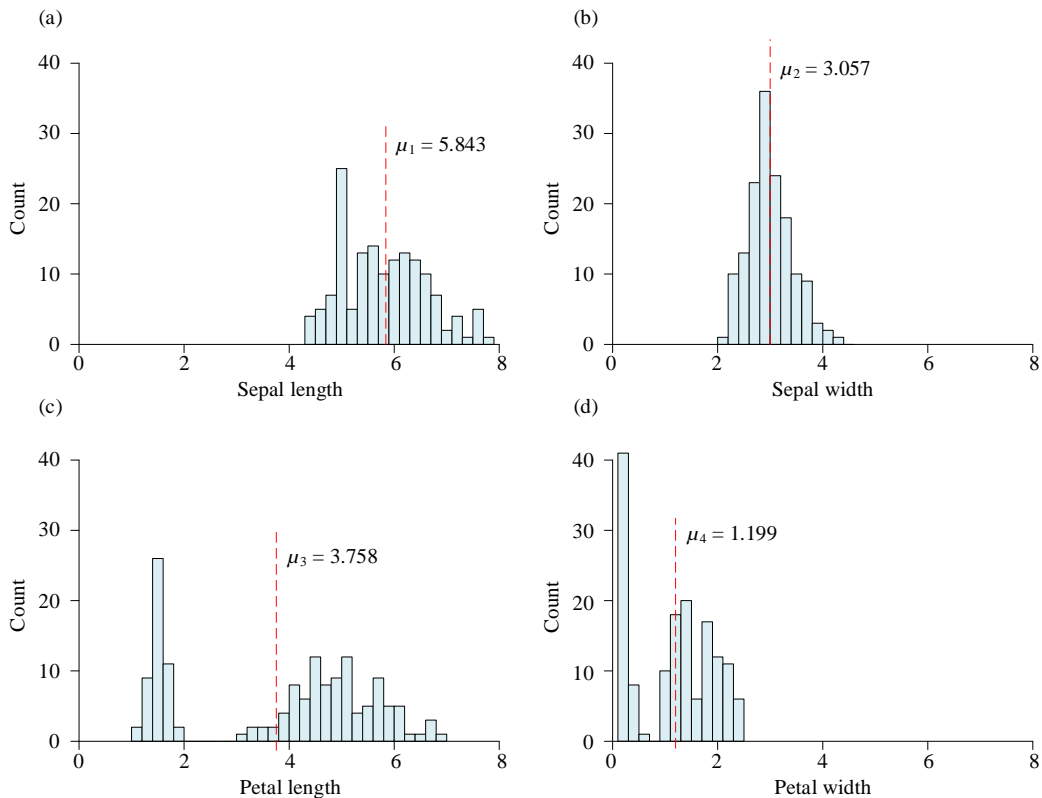 (a)
(b)
40
30
20
10
0
Count
μ1 = 5.843
0
2
4
6
8
Sepal length
40
30
20
10
0
Count
μ2 = 3.057
0
2
4
6
8
Sepal width
(c)
(d)
40
30
20
10
0
Count
μ3 = 3.758
0
2
4
6
8
Petal length
40
30
20
10
0
Count
μ4 = 1.199
0
2
4
6
8
Petal width